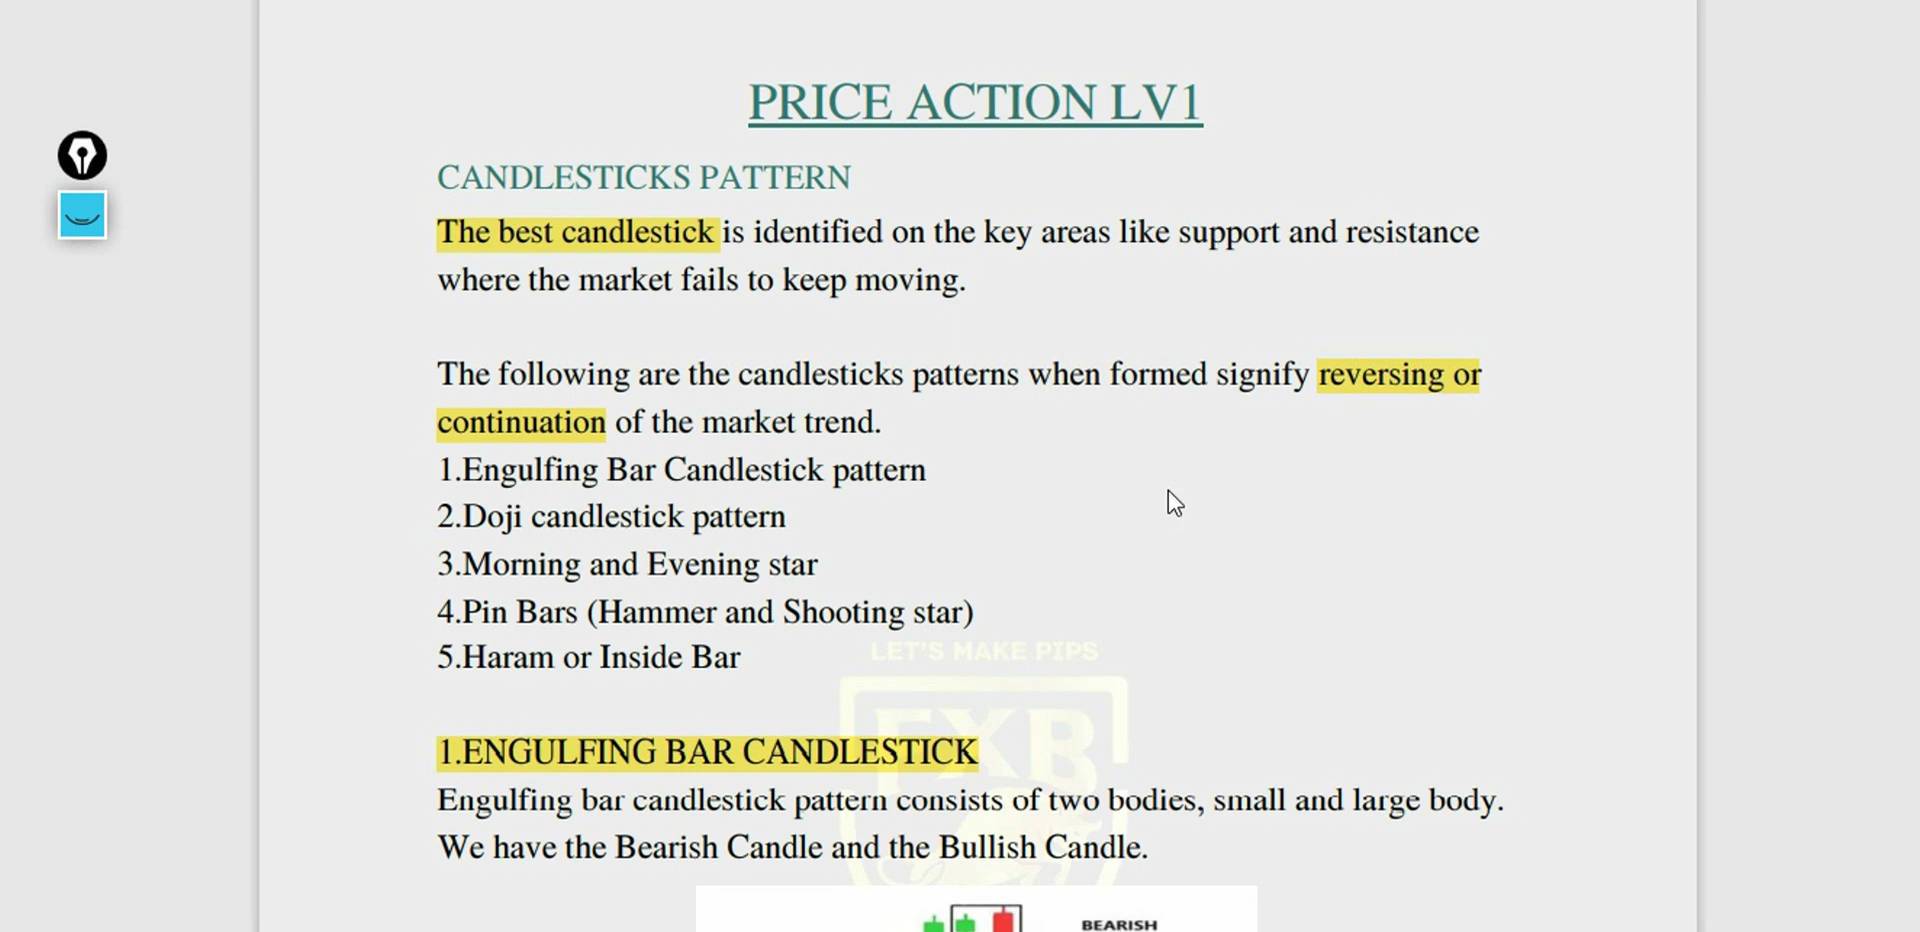 PRICE ACTION LV1
CANDLESTICKS PATTERN
The best candlestick is identified on the key areas like support and resistance
where the market fails to keep moving.
The following are the candlesticks patterns when formed signify reversing or
continuation of the market trend.
1.Engulfing Bar Candlestick pattern
2.Doji candlestick pattern
3.Morning and Evening star
4.Pin Bars (Hammer and Shooting star)
5.Haram or Inside Bar
LET'S MAKE PIPS
FXB
1.ENGULFING BAR CANDLESTICK
Engulfing bar candlestick pattern consists of two bodies, small and large body.
We have the Bearish Candle and the Bullish Candle.
BEARISH